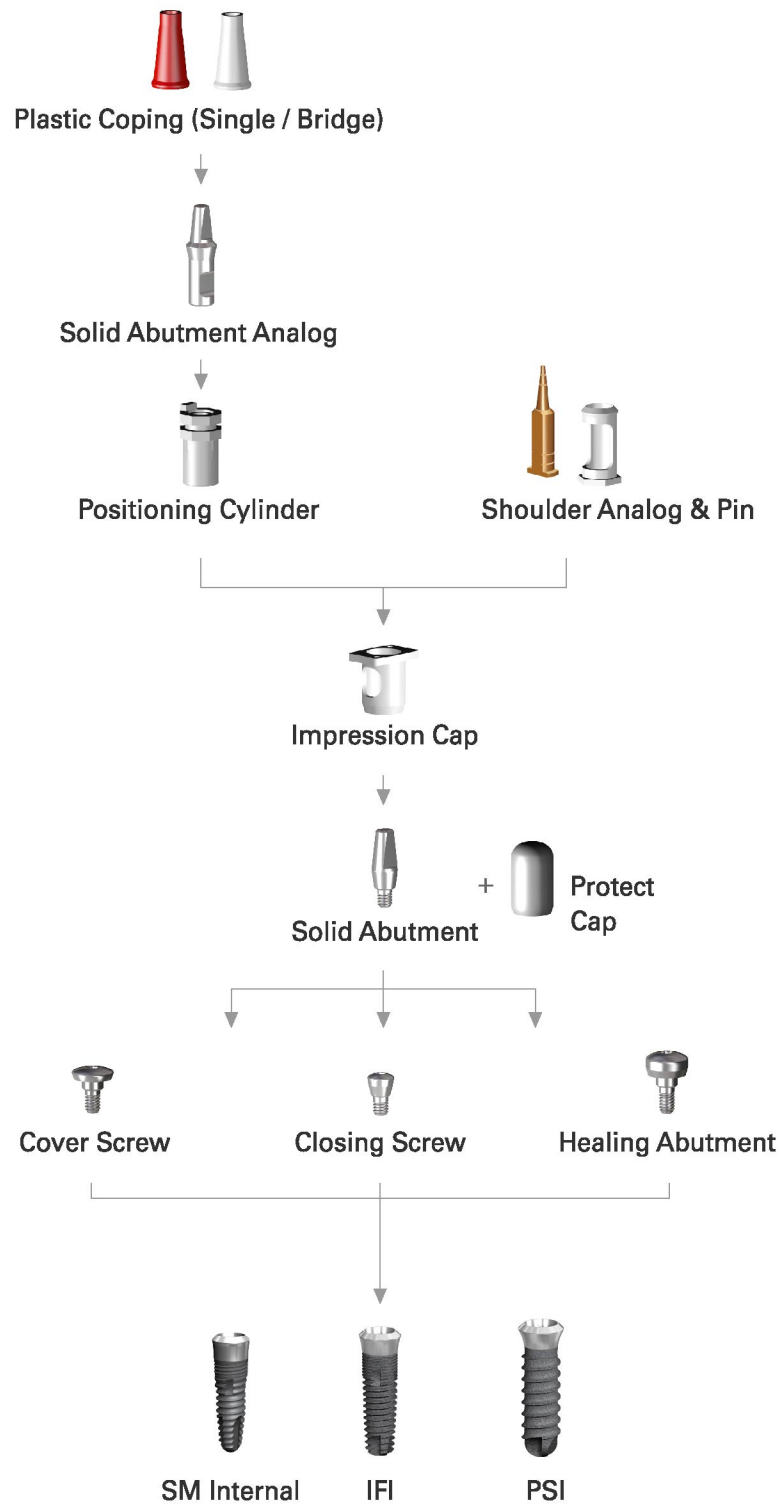 Plastic Coping (Single / Bridge)
Solid Abutment Analog
Positioning Cylinder
Shoulder Analog & Pin
Impression Cap
Solid Abutment
+
Protect
Cap
Cover Screw
Closing Screw
Healing Abutment
SM Internal
IFI
PSI